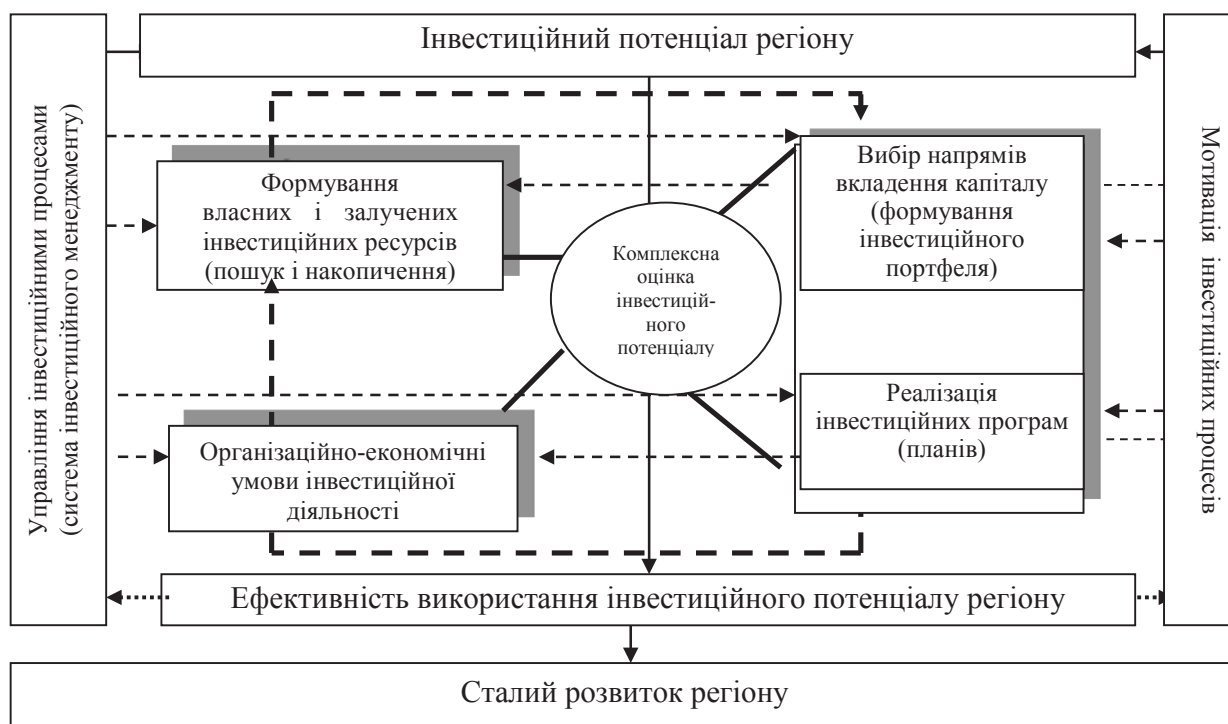 Інвестиційний потенціал регіону
Управління інвестиційними процесами
(система інвестиційного менеджменту)
Формування
власних і залучених
інвестиційних ресурсів
(пошук і накопичення)
Комплексна
оцінка
інвестицій-
ного
потенціалу
Вибір напрямів
вкладення капіталу
(формування
інвестиційного
портфеля)
Мотивація інвестиційних процесів
Організаційно-економічні
умови інвестиційної
діяльності
Реалізація
інвестиційних програм
(планів)
Ефективність використання інвестиційного потенціалу регіону
Сталий розвиток регіону